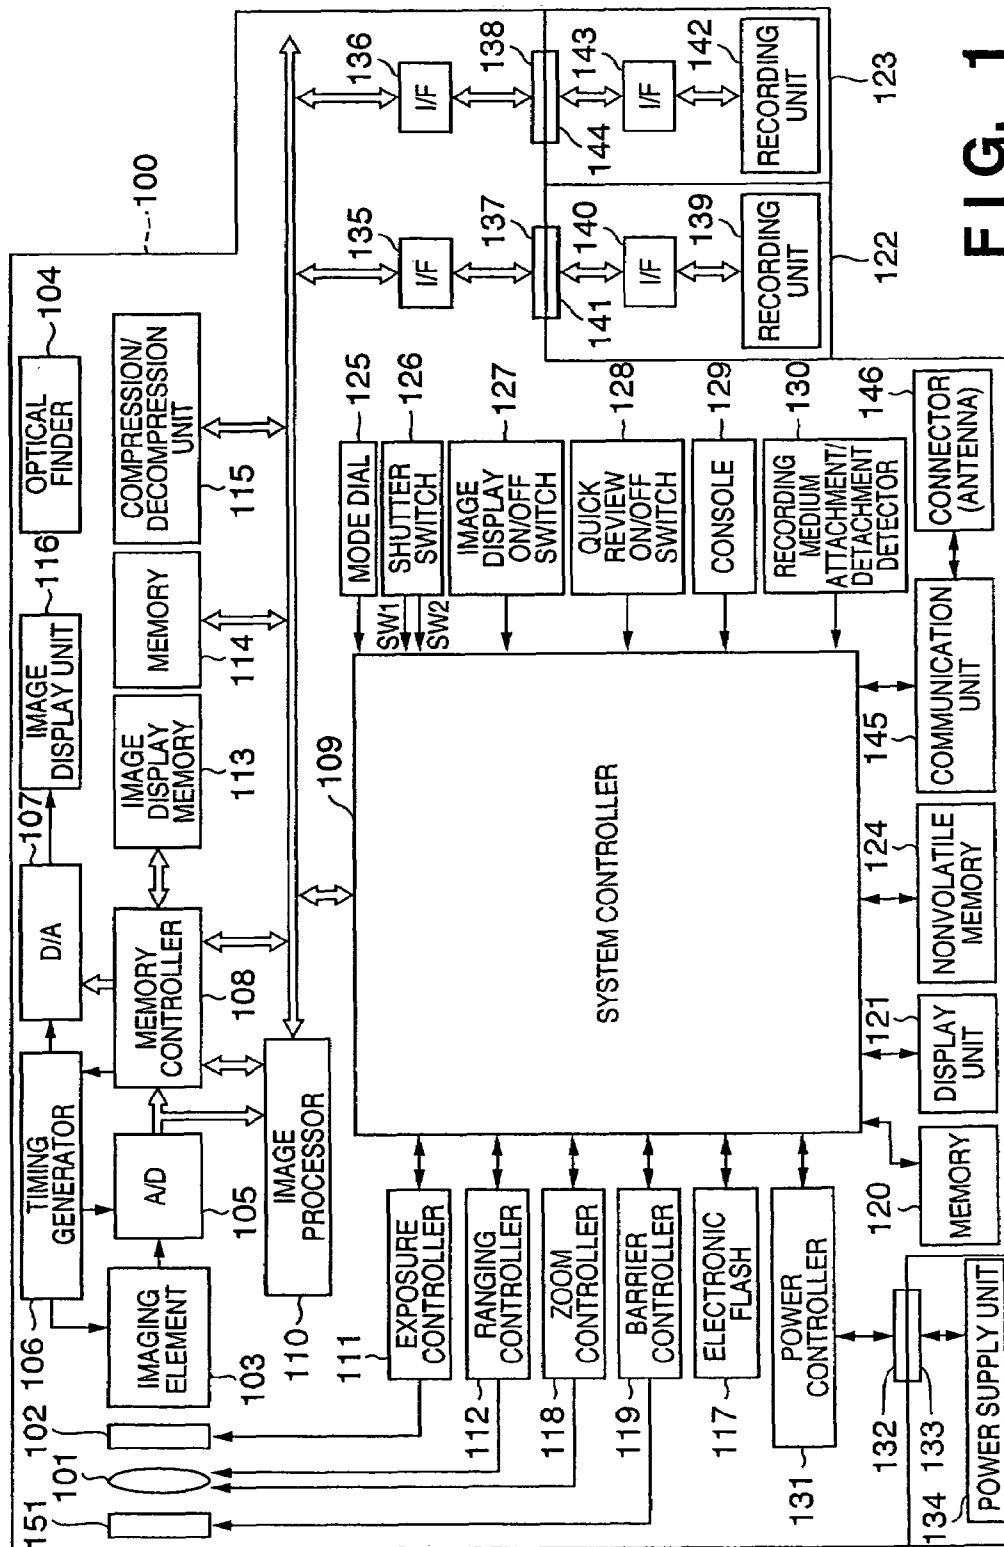 100
106
TIMING
GENERATOR
107
D/A
116
IMAGE
DISPLAY UNIT
104
OPTICAL
FINDER
151
101
102
IMAGING
ELEMENT
103
A/D
105
MEMORY
CONTROLLER
108
IMAGE
DISPLAY
MEMORY
113
MEMORY
114
COMPRESSION/
DECOMPRESSION
UNIT
115
IMAGE
PROCESSOR
110
111
EXPOSURE
CONTROLLER
112
RANGING
CONTROLLER
118
ZOOM
CONTROLLER
119
BARRIER
CONTROLLER
117
ELECTRONIC
FLASH
131
POWER
CONTROLLER
132
133
134
POWER SUPPLY UNIT
109
SYSTEM CONTROLLER
SW1
SW2
MODE DIAL
125
SHUTTER
SWITCH
126
IMAGE
DISPLAY
ON/OFF
SWITCH
127
QUICK
REVIEW
ON/OFF
SWITCH
128
CONSOLE
129
RECORDING
MEDIUM
ATTACHMENT/
DETACHMENT
DETECTOR
130
120
MEMORY
121
DISPLAY
UNIT
124
NONVOLATILE
MEMORY
145
COMMUNICATION
UNIT
146
CONNECTOR
(ANTENNA)
135
I/F
137
141
140
I/F
139
RECORDING
UNIT
122
136
I/F
138
144
143
I/F
142
RECORDING
UNIT
123
FIG. 1